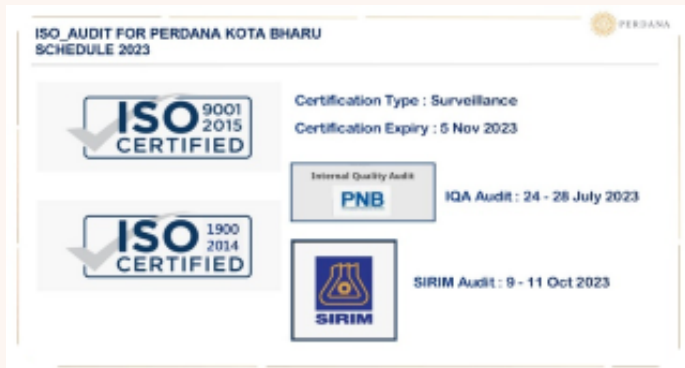 ISO_AUDIT FOR PERDANA KOTA BHARU
SCHEDULE 2023
PERDANA
ISO 9001
2015
CERTIFIED
Certification Type : Surveillance
Certification Expiry : 5 Nov 2023
Internal Quality Audit
PNB
IQA Audit : 24 - 28 July 2023
ISO 1900
2014
CERTIFIED
SIRIM
SIRIM Audit : 9 - 11 Oct 2023